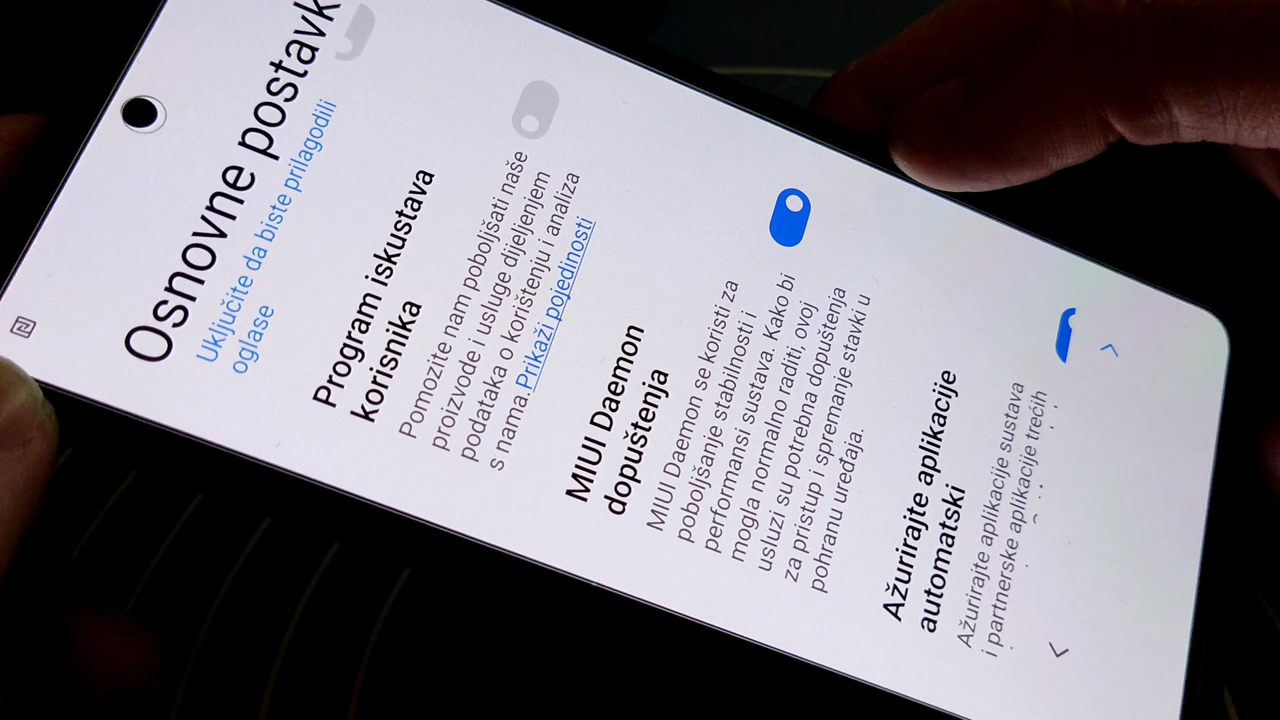 Osnovne postavk
Uključite da biste prilagodili
oglase
Program iskustava
korisnika
Pomozite nam poboljšati naše
proizvode i usluge dijeljenjem
podataka o korištenju i analiza
s nama. Prikaži pojedinosti
MIUI Daemon
dopuštenja
MIUI Daemon se koristi za
poboljšanje stabilnosti i
performansi sustava. Kako bi
mogla normalno raditi, ovoj
usluzi su potrebna dopuštenja
za pristup i spremanje stavki u
pohranu uređaja.
Ažurirajte aplikacije
automatski
Ažurirajte aplikacije sustava
i partnerske aplikacije trećih